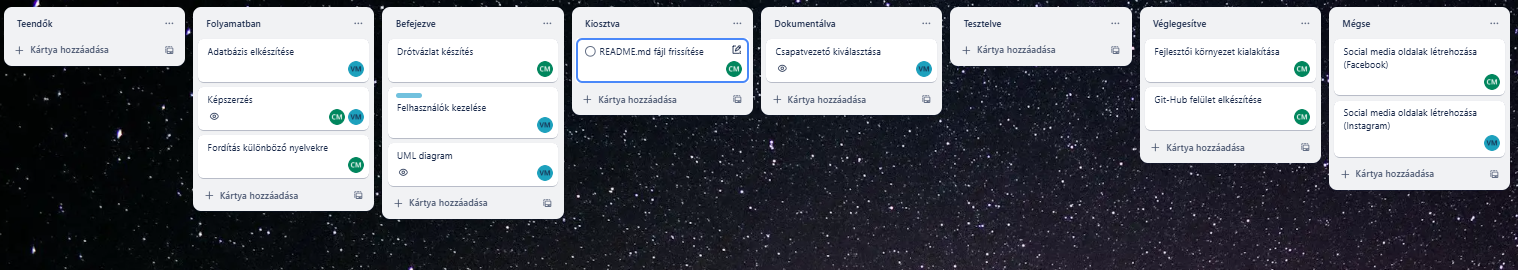 Teendők
Kártya hozzáadása
Folyamatban
Adatbázis elkészítése
VM
Képszerzés
CM VM
Fordítás különböző nyelvekre
CM
Kártya hozzáadása
Befejezve
Drótvázlat készítés
CM
Felhasználók kezelése
VM
UML diagram
VM
Kártya hozzáadása
Kiosztva
README.md fájl frissítése
CM
Kártya hozzáadása
Dokumentálva
Csapatvezető kiválasztása
VM
Kártya hozzáadása
Tesztelve
Kártya hozzáadása
Véglegesítve
Fejlesztői környezet kialakítása
CM
Git-Hub felület elkészítése
CM
Kártya hozzáadása
Mégse
Social media oldalak létrehozása
(Facebook)
CM
Social media oldalak létrehozása
(Instagram)
VM
Kártya hozzáadása